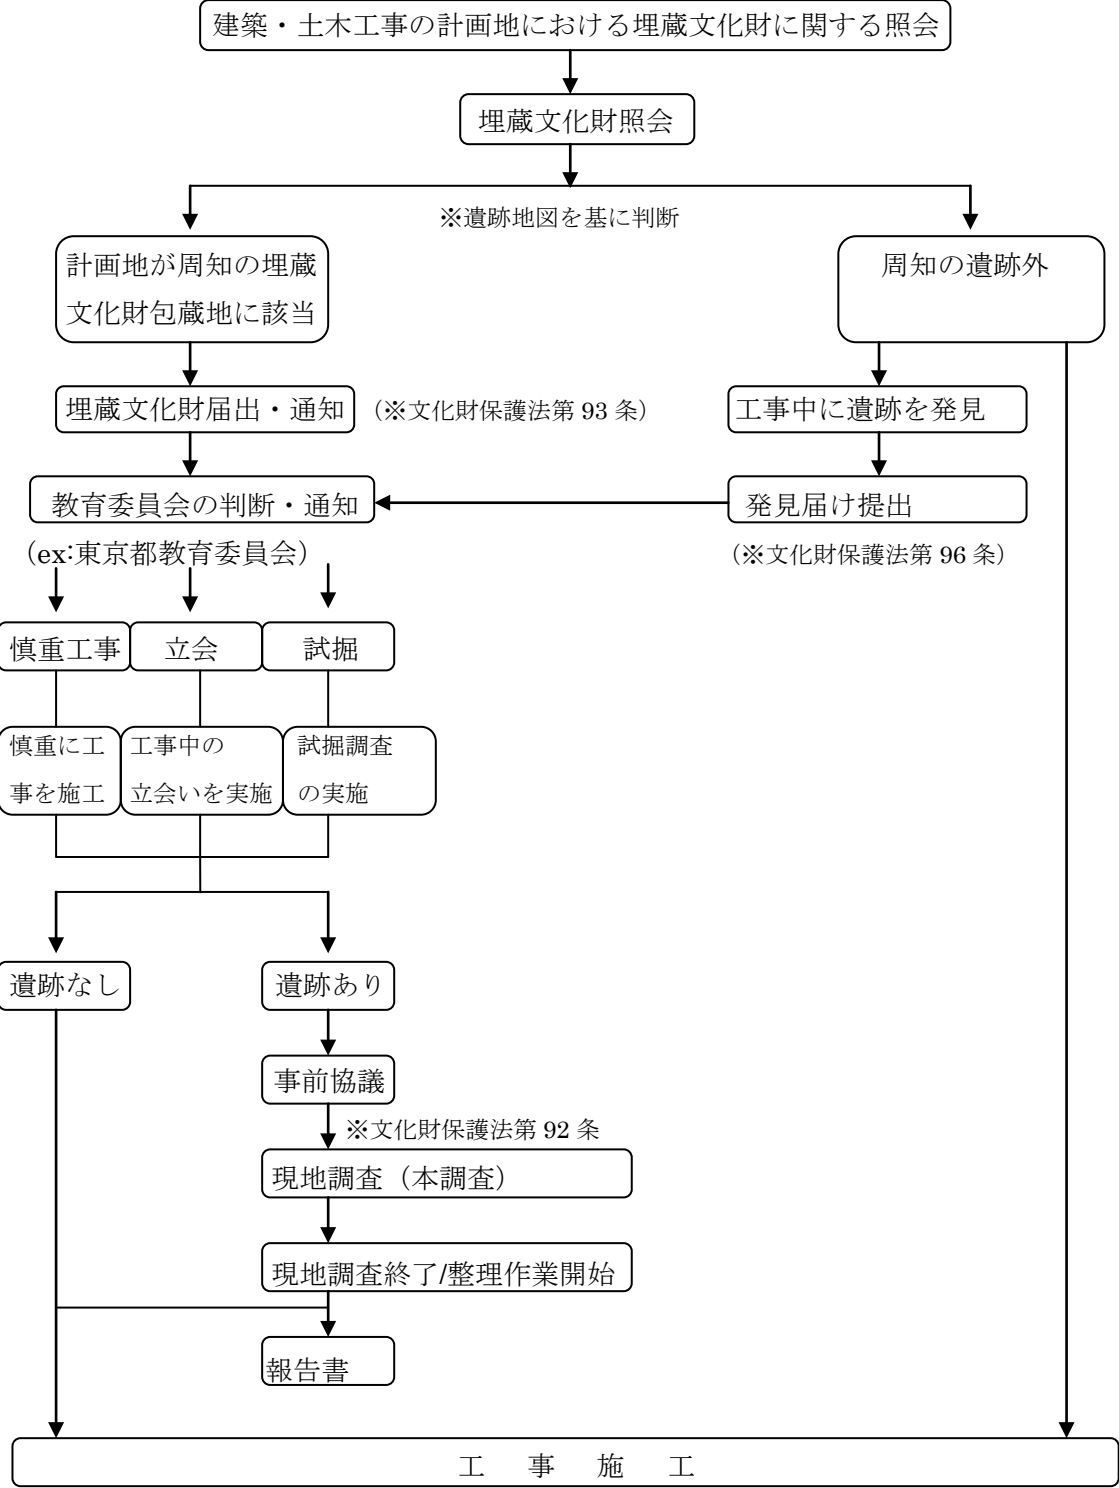 建築・土木工事の計画地における埋蔵文化財に関する照会
埋蔵文化財照会
※遺跡地図を基に判断
計画地が周知の埋蔵
文化財包蔵地に該当
周知の遺跡外
埋蔵文化財届出・通知
（※文化財保護法第 93 条）
工事中に遺跡を発見
教育委員会の判断・通知
発見届け提出
（ex:東京都教育委員会）
（※文化財保護法第 96 条）
慎重工事
立会
試掘
慎重に工
事を施工
工事中の
立会いを実施
試掘調査
の実施
遺跡なし
遺跡あり
事前協議
※文化財保護法第 92 条
現地調査（本調査）
現地調査終了/整理作業開始
報告書
工　事　施　工